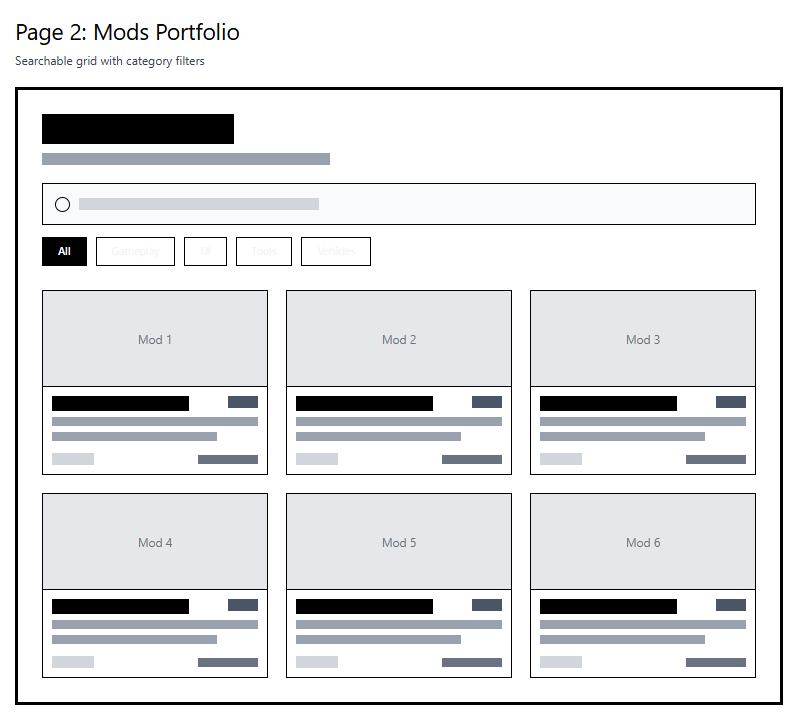 Page 2: Mods Portfolio
Searchable grid with category filters
All Gameplay UI Tools Vehicles
Mod 1 Mod 2 Mod 3
Mod 4 Mod 5 Mod 6